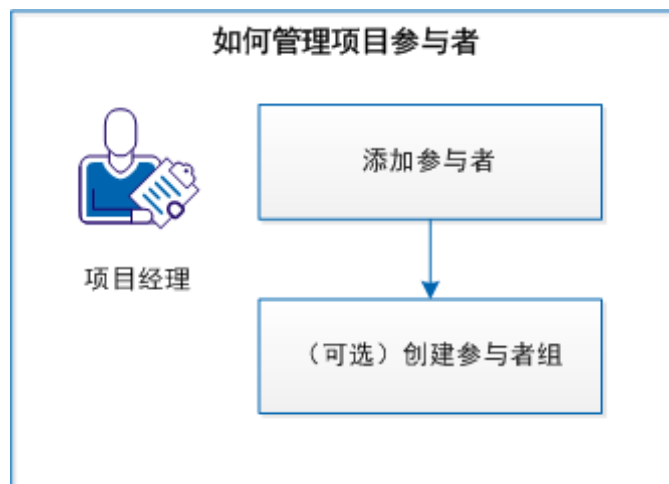 如何管理项目参与者
添加参与者
项目经理
（可选）创建参与者组